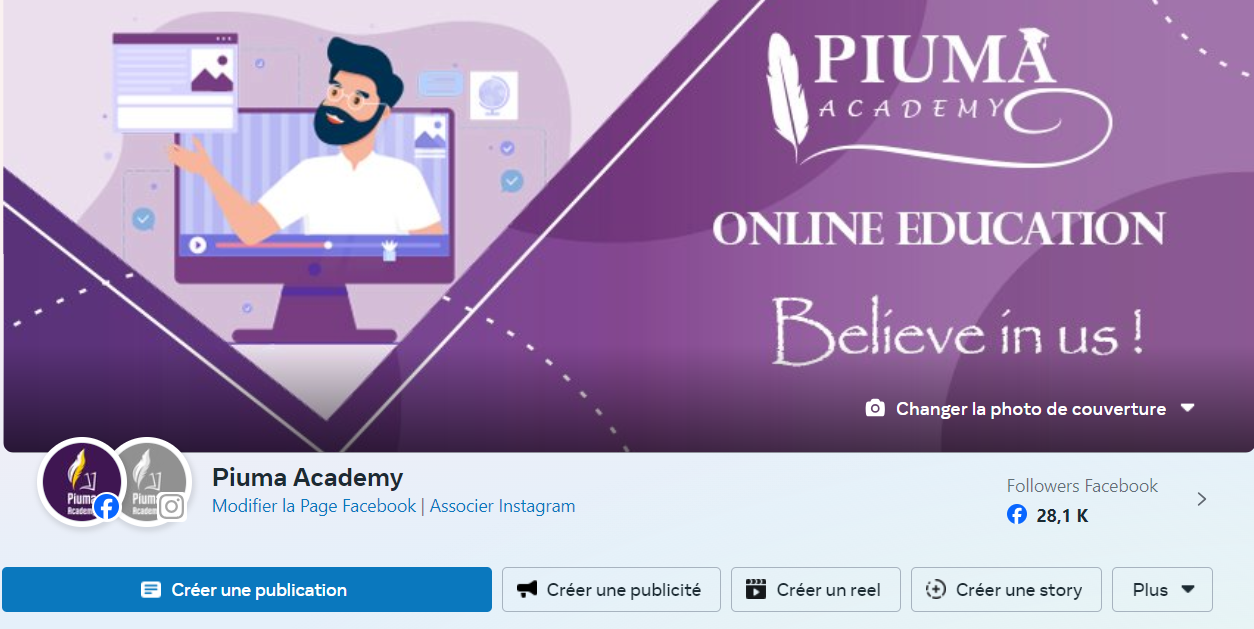 PIUMA
ACADEMY
ONLINE EDUCATION
Believe in us !
Changer la photo de couverture
Piuma
Academy
Piuma
Academy
Piuma Academy
Modifier la Page Facebook | Associer Instagram
Followers Facebook
28,1 K
Créer une publication
Créer une publicité
Créer un reel
Créer une story
Plus